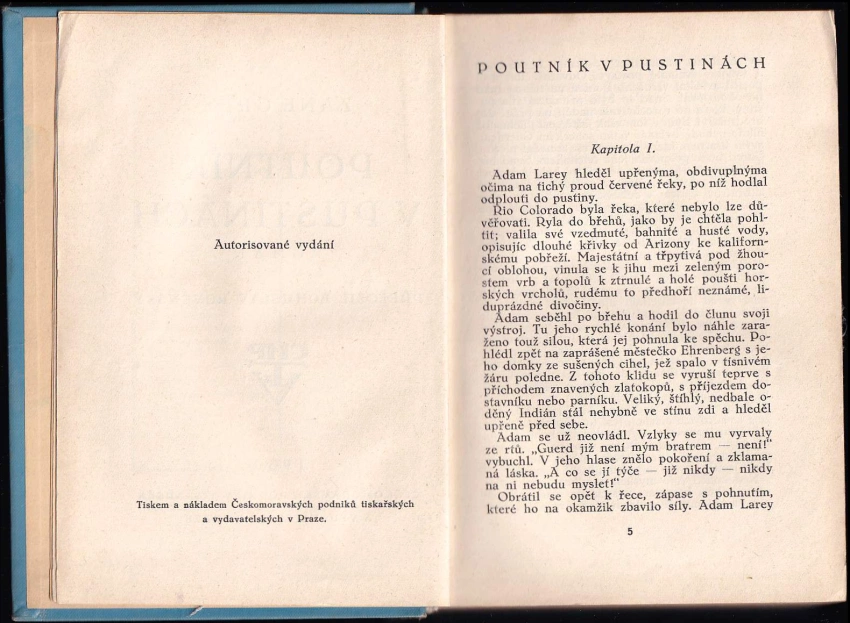 Autorisované vydání
Tiskem a nákladem Českomoravských podniků tiskařských
a vydavatelských v Praze.
POUTNÍK V PUSTINÁCH
Kapitola I.
Adam Larey hleděl upřenýma, obdivuplnýma
očima na tichý proud červené řeky, po níž hodlal
odplouti do pustiny.
Rio Colorado byla řeka, které nebylo lze dů-
věřovati. Ryla do břehů, jako by je chtěla pohl-
tit; valila své vzedmuté, bahnité a husté vody,
opisujíc dlouhé křivky od Arizony ke kaliforn-
skému pobřeží. Majestátní a třpytivá pod žhou-
cí oblohou, vinula se k jihu mezi zeleným poros-
tem vrb a topolů k ztrnulé a holé poušti hor-
ských vrcholů, rudému to předhoří neznámé, li-
duprázdné divočiny.
Adam seběhl po břehu a hodil do člunu svoji
výstroj. Tu jeho rychlé konání bylo náhle zara-
ženo touž silou, která jej pohnula ke spěchu. Po-
hlédl zpět na zaprášené městečko Ehrenberg s je-
ho domky ze sušených cihel, jež spalo v tísnivém
žáru poledne. Z tohoto klidu se vyruší teprve s
příchodem znavených zlatokopů, s příjezdem do-
stavníku nebo parníku. Veliký, štíhlý, nedbale o-
děný Indián stál nehybně ve stínu zdi a hleděl
upřeně před sebe.
Adam se už neovládl. Vzlyky se mu vyrvaly
ze rtů. „Guerd již není mým bratrem — není!“
vybuchl. V jeho hlase znělo pokoření a zklama-
ná láska. „A co se jí týče — již nikdy — nikdy
na ni nebudu myslet!“
Obrátil se opět k řece, zápase s pohnutím,
které ho na okamžik zbavilo síly. Adam Larey
5